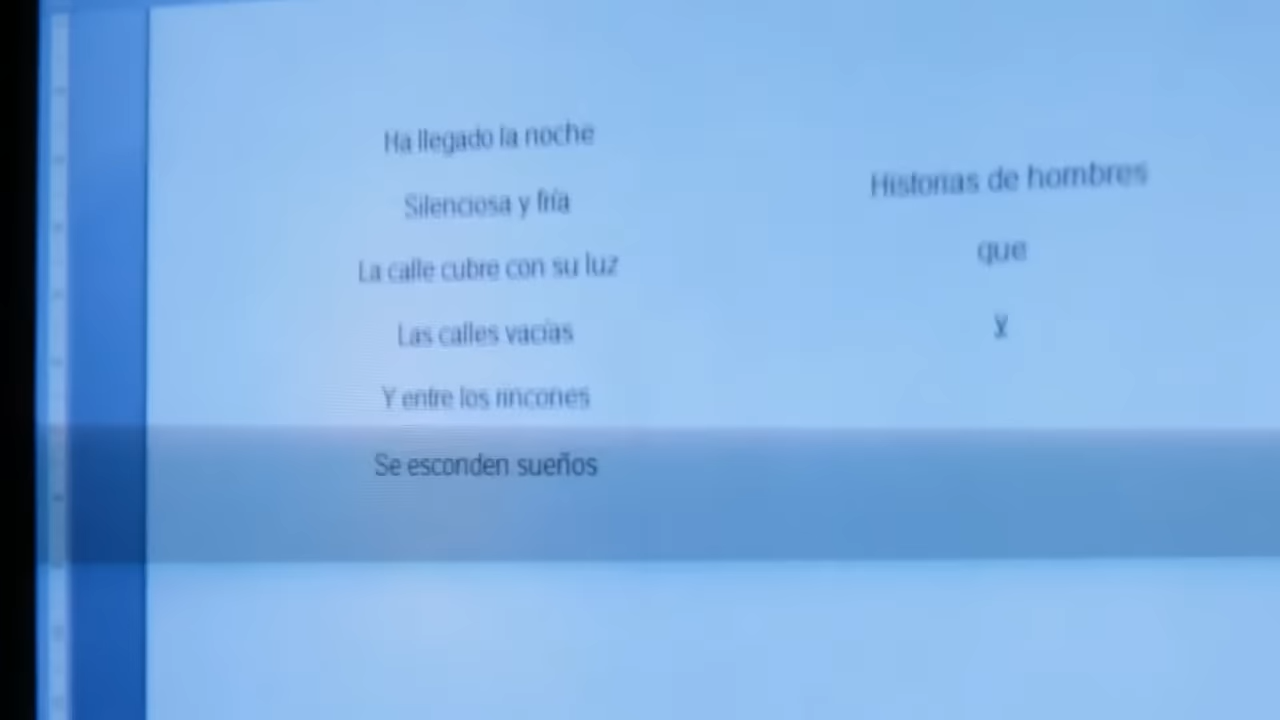 Ha llegado la noche
Silenciosa y fría
La calle cubre con su luz
Las calles vacías
Y entre los rincones
Se esconden sueños
Historias de hombres
que
y